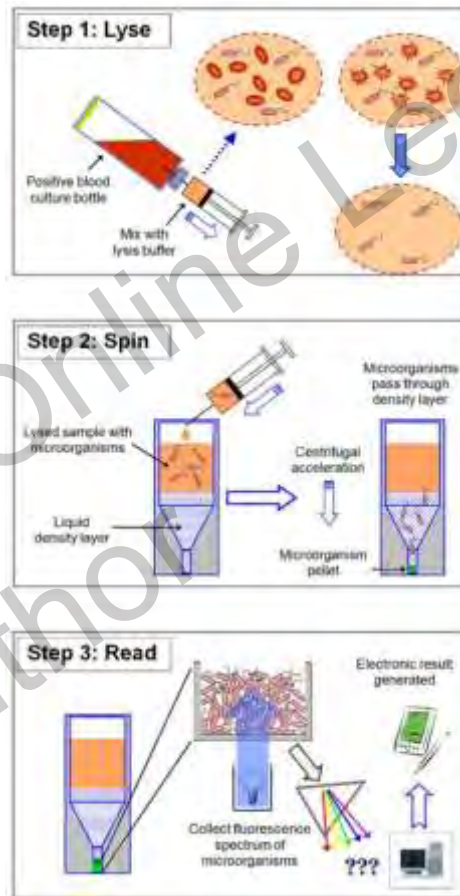 Step 1: Lyse
Positive blood
culture bottle
Mix with
lysis buffer
Step 2: Spin
Microorganisms
pass through
density layer
Lysed sample with
microorganisms
Centrifugal
acceleration
Liquid
density layer
Microorganism
pellet
Step 3: Read
Electronic result
generated
Collect fluorescence
spectrum of
microorganisms
???
Online
thor